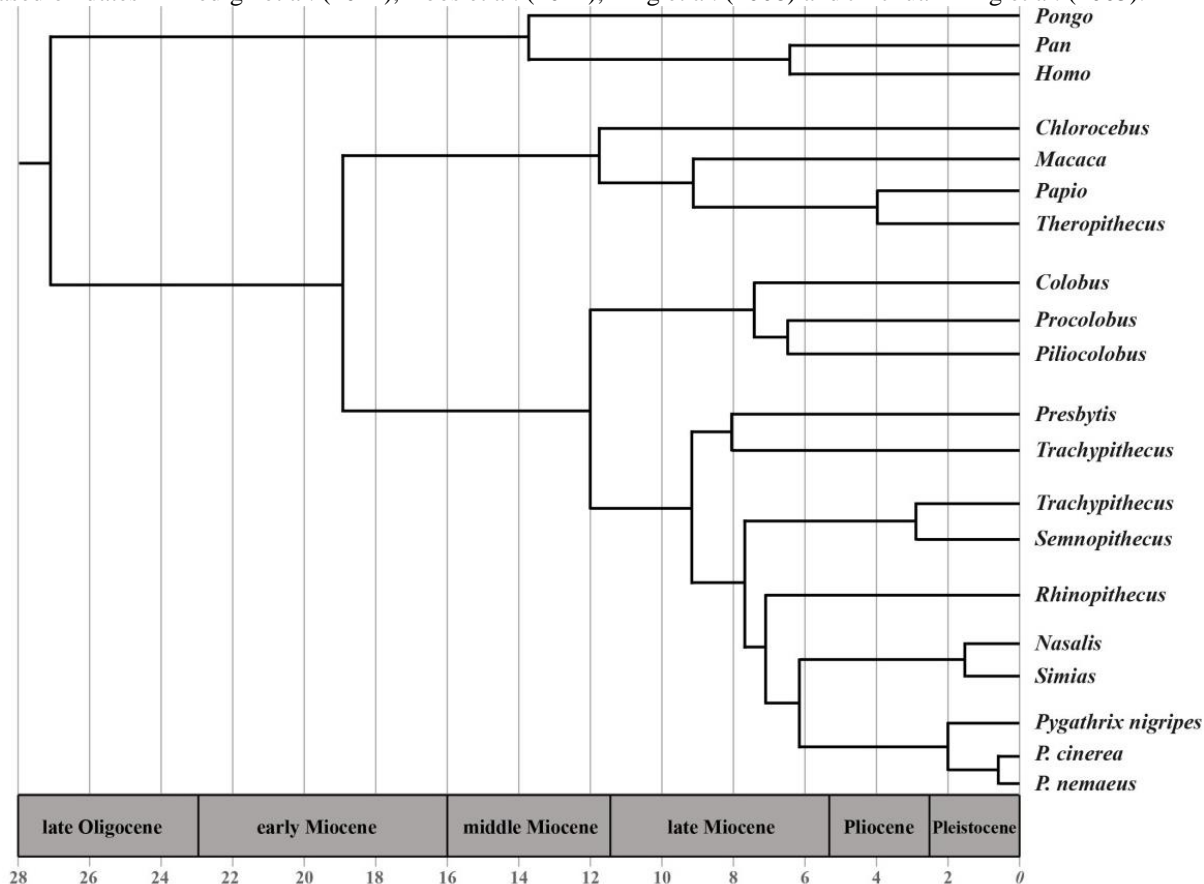 Pongo
Pan
Homo
Chlorocebus
Macaca
Papio
Theropithecus
Colobus
Procolobus
Piliocolobus
Presbytis
Trachypithecus
Trachypithecus
Semnopithecus
Rhinopithecus
Nasalis
Simias
Pygathrix nigripes
P. cinerea
P. nemaeus
late Oligocene early Miocene middle Miocene late Miocene Pliocene Pleistocene
28 26 24 22 20 18 16 14 12 10 8 6 4 2 0